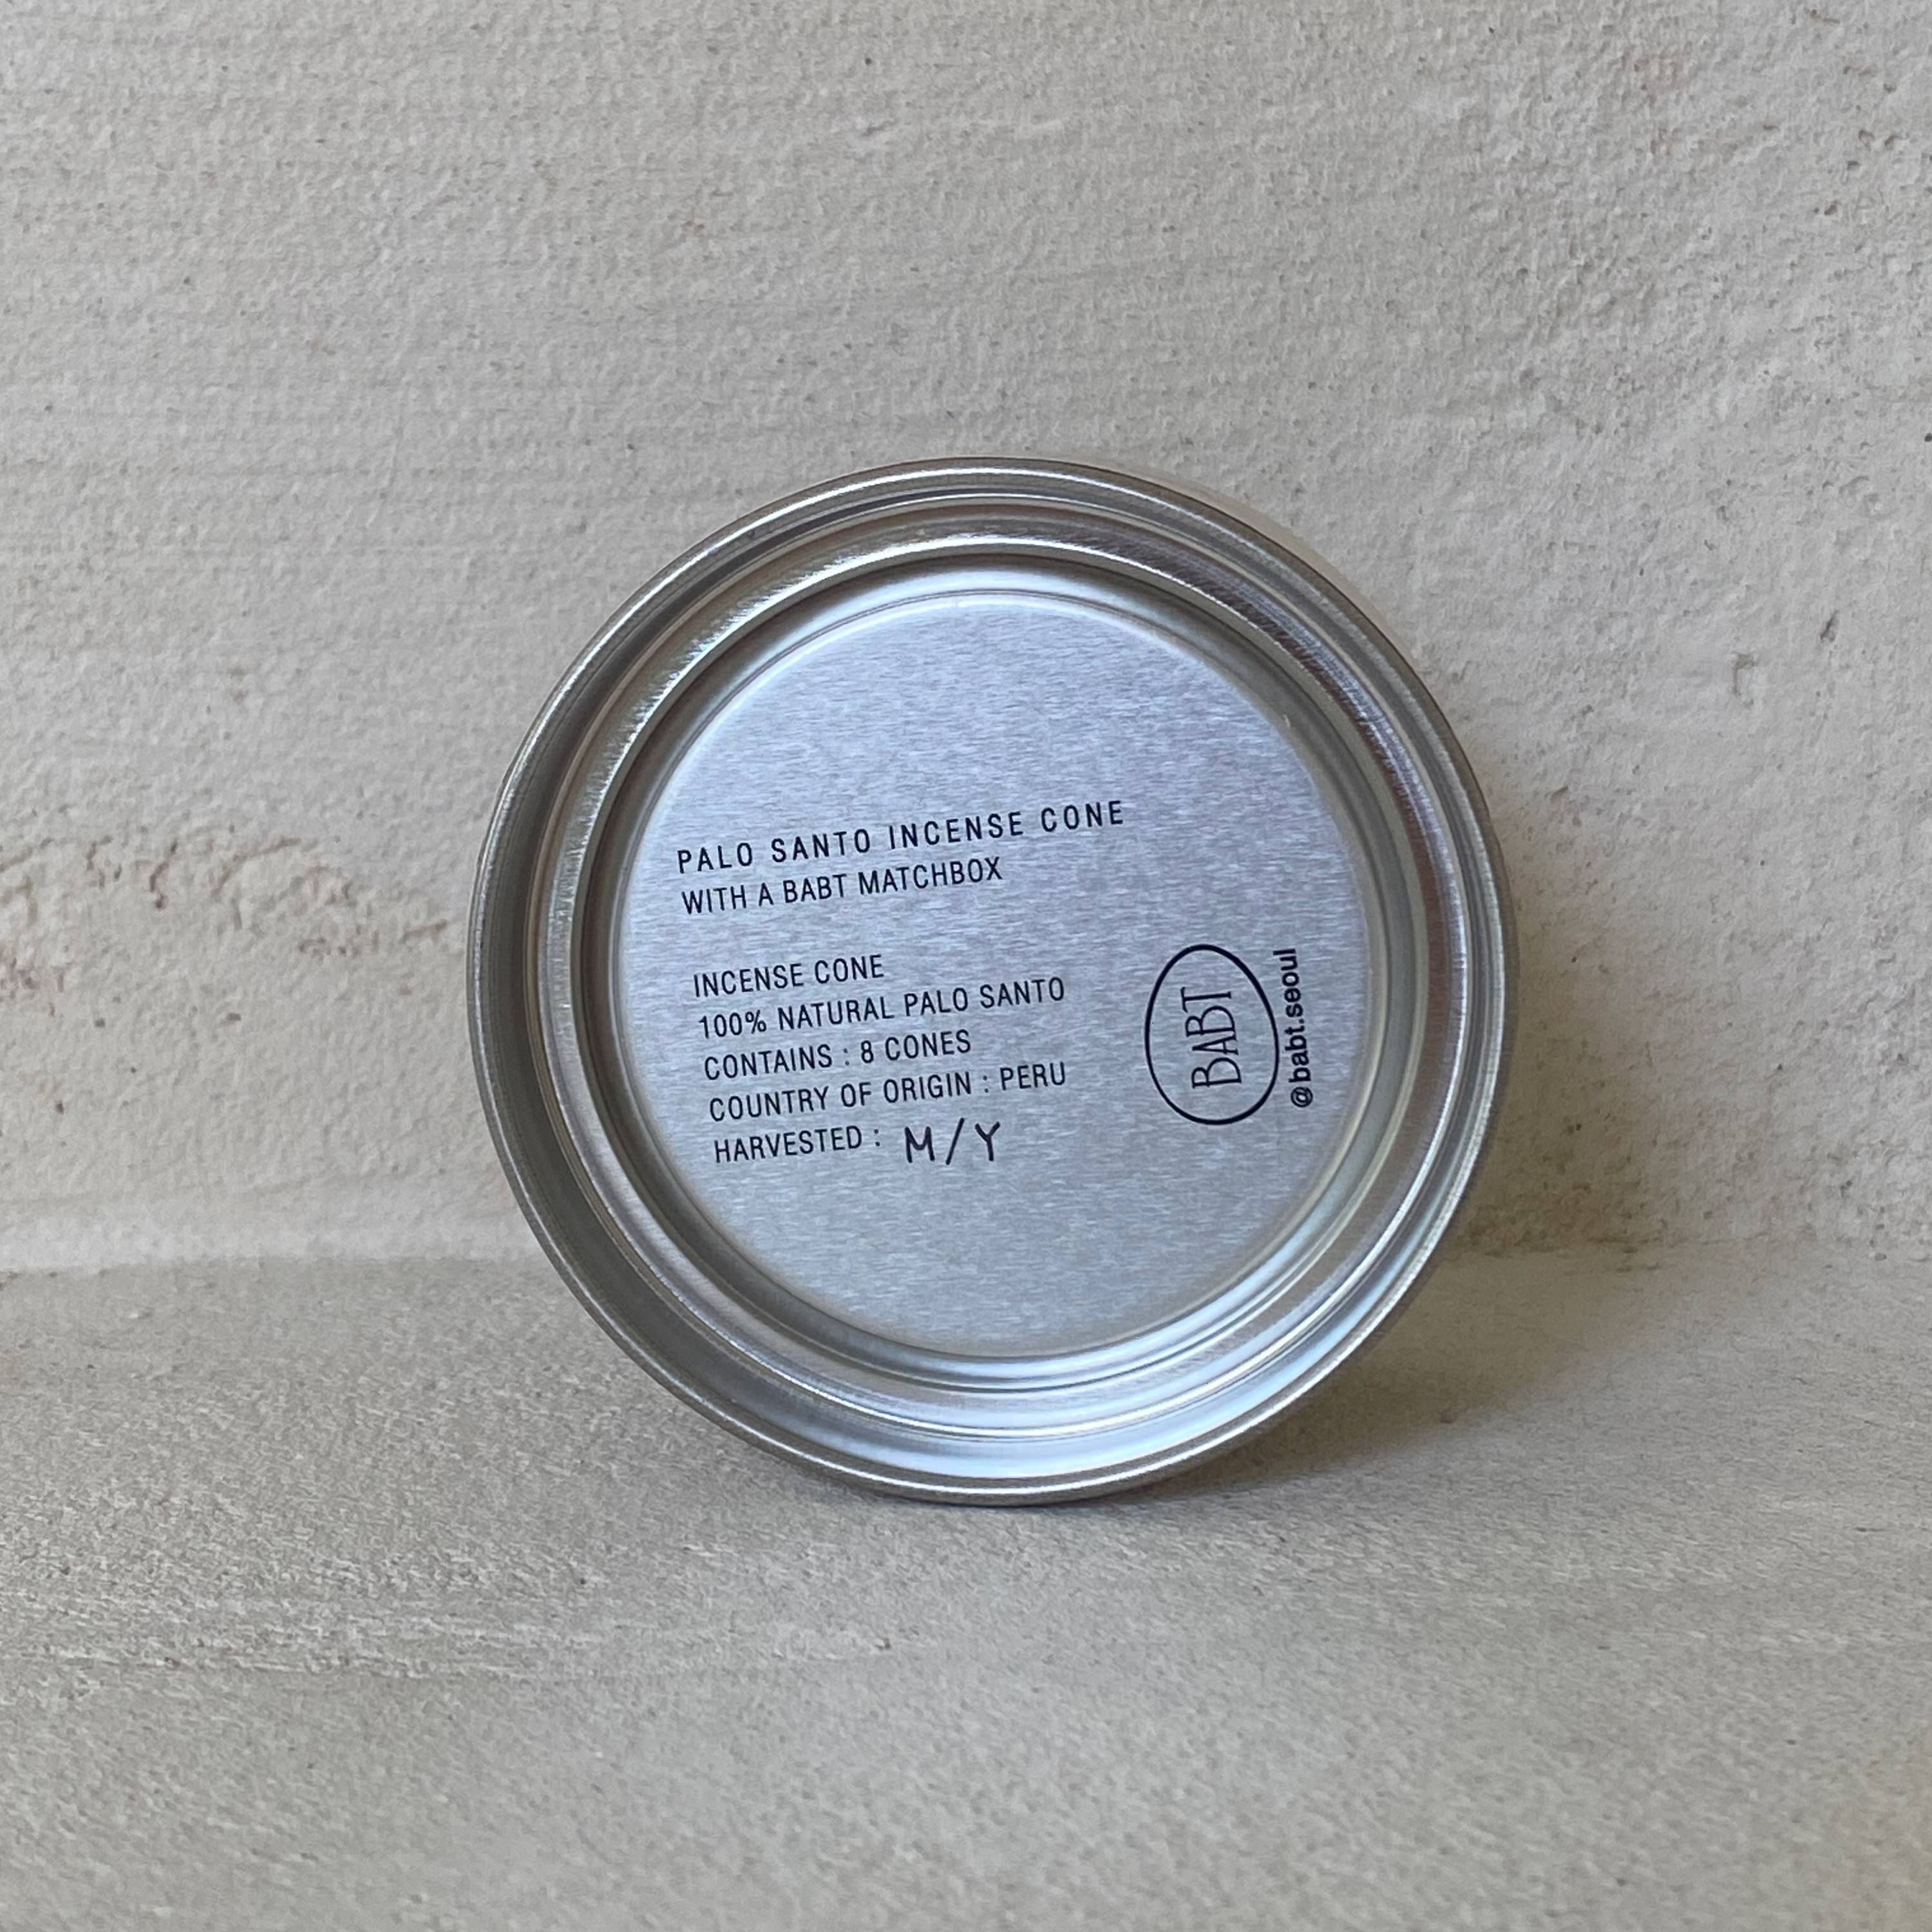 PALO SANTO INCENSE CONE
WITH A BABT MATCHBOX
INCENSE CONE
100% NATURAL PALO SANTO
CONTAINS : 8 CONES
COUNTRY OF ORIGIN : PERU
HARVESTED : M/Y
BABT
@babt.seoul